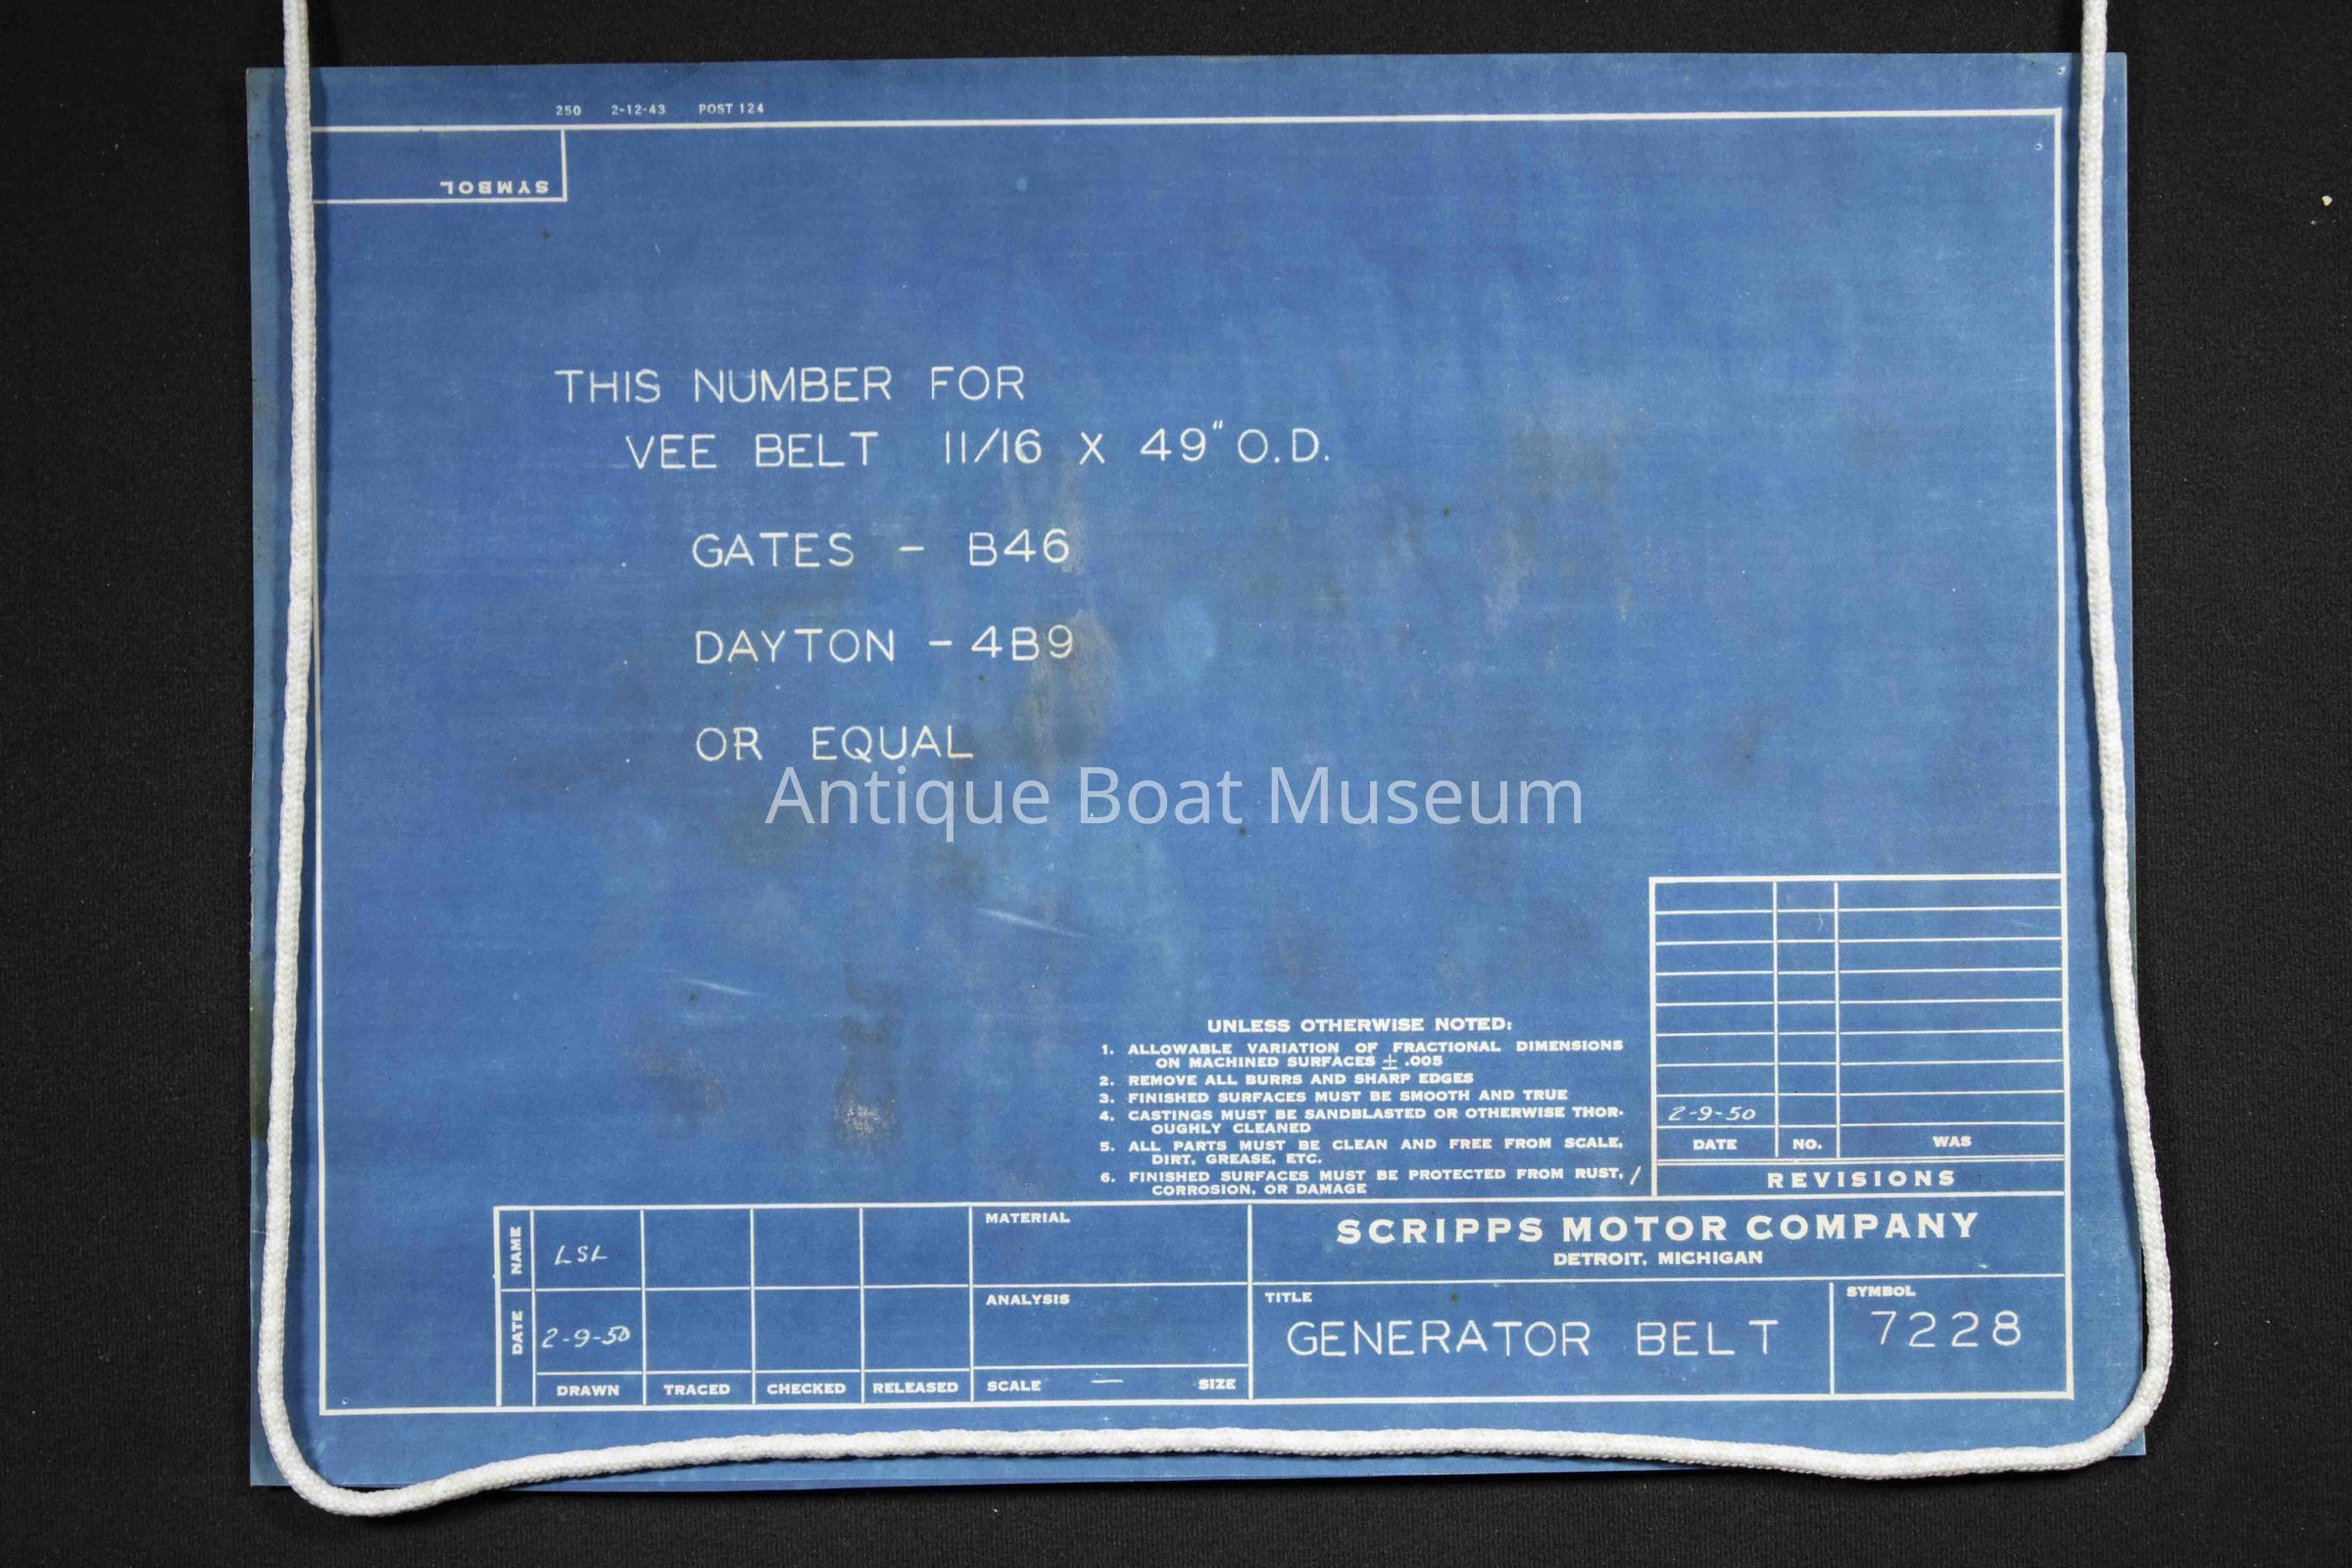 250 2-12-43 POST 124
SYMBOL
THIS NUMBER FOR
VEE BELT 11/16 X 49" O.D.
GATES - B46
DAYTON - 4B9
OR EQUAL
Antique Boat Museum
UNLESS OTHERWISE NOTED:
1. ALLOWABLE VARIATION OF FRACTIONAL DIMENSIONS
ON MACHINED SURFACES ± .005
2. REMOVE ALL BURRS AND SHARP EDGES
3. FINISHED SURFACES MUST BE SMOOTH AND TRUE
4. CASTINGS MUST BE SANDBLASTED OR OTHERWISE THOR-
OUGHLY CLEANED
5. ALL PARTS MUST BE CLEAN AND FREE FROM SCALE,
DIRT, GREASE, ETC.
6. FINISHED SURFACES MUST BE PROTECTED FROM RUST,
CORROSION, OR DAMAGE
2-9-50
DATE NO. WAS
REVISIONS
NAME LSL
DATE 2-9-50
DRAWN TRACED CHECKED RELEASED
MATERIAL
ANALYSIS
SCALE — SIZE
SCRIPPS MOTOR COMPANY
DETROIT, MICHIGAN
TITLE
GENERATOR BELT
SYMBOL
7228